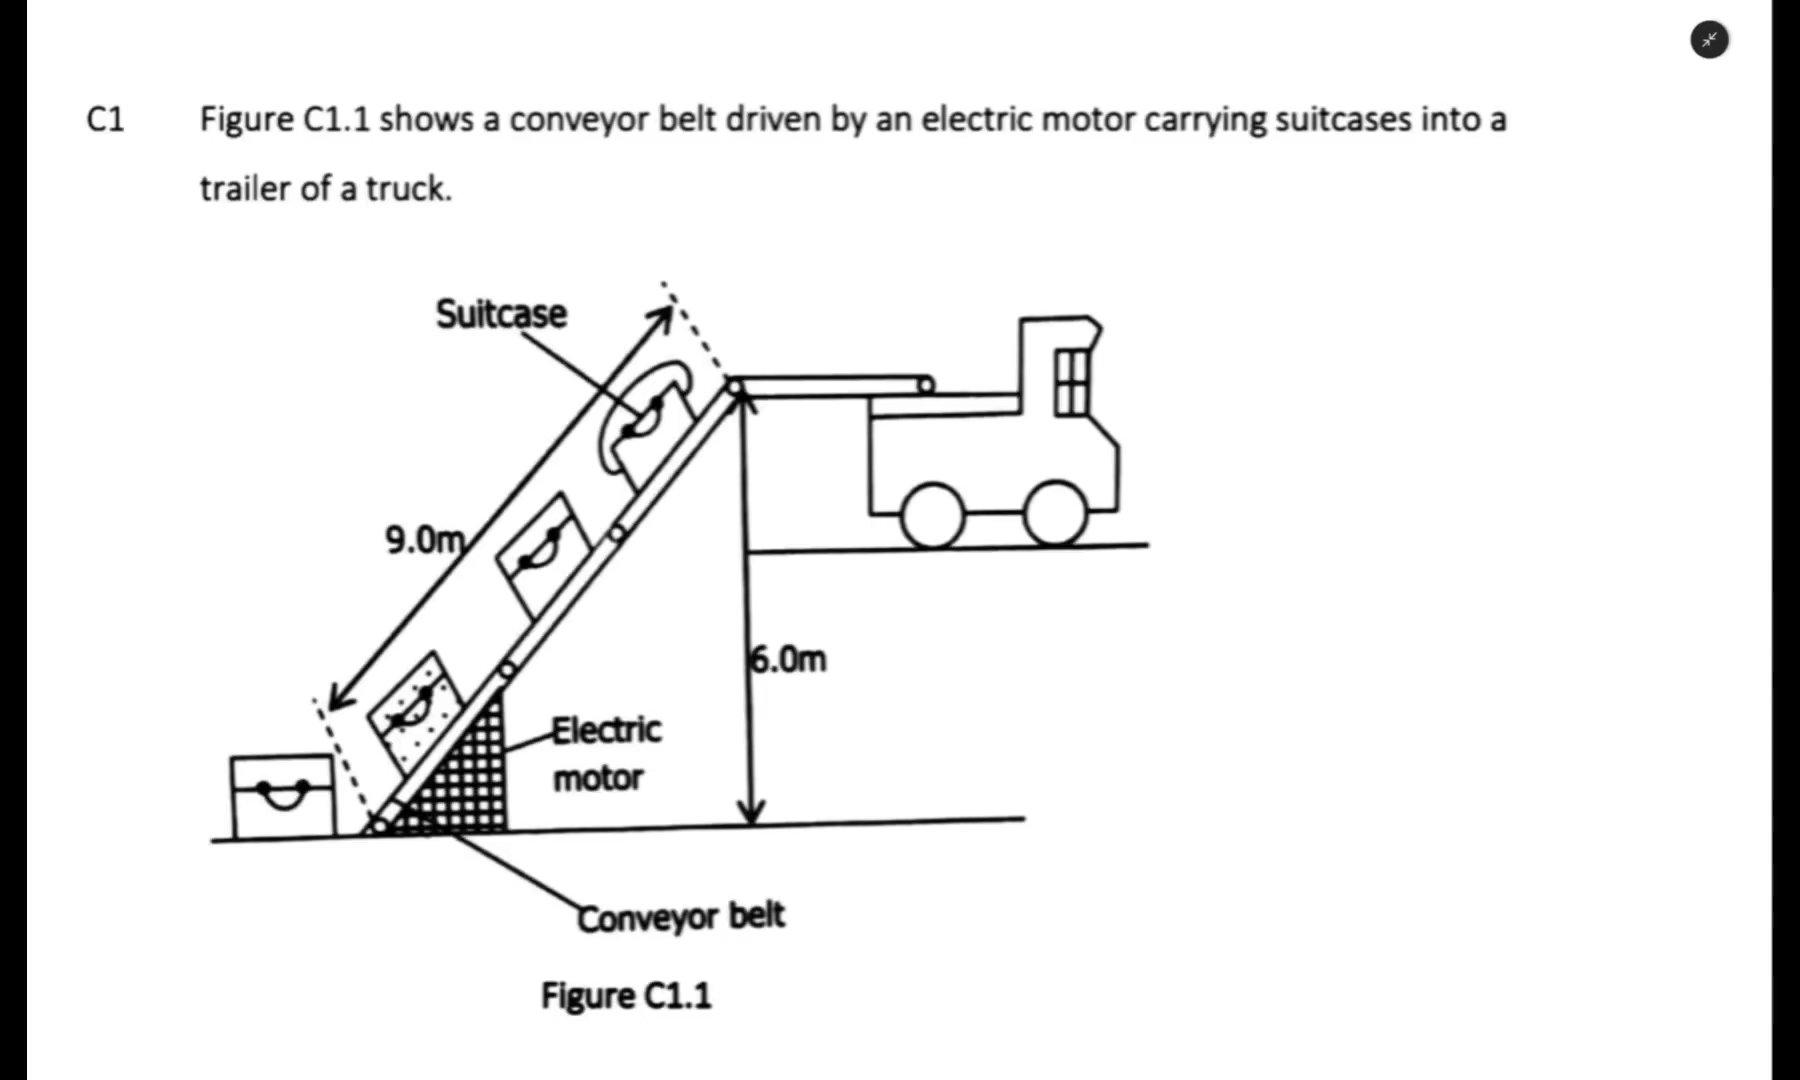 C1 Figure C1.1 shows a conveyor belt driven by an electric motor carrying suitcases into a
trailer of a truck.
Suitcase
9.0m
6.0m
Electric
motor
Conveyor belt
Figure C1.1